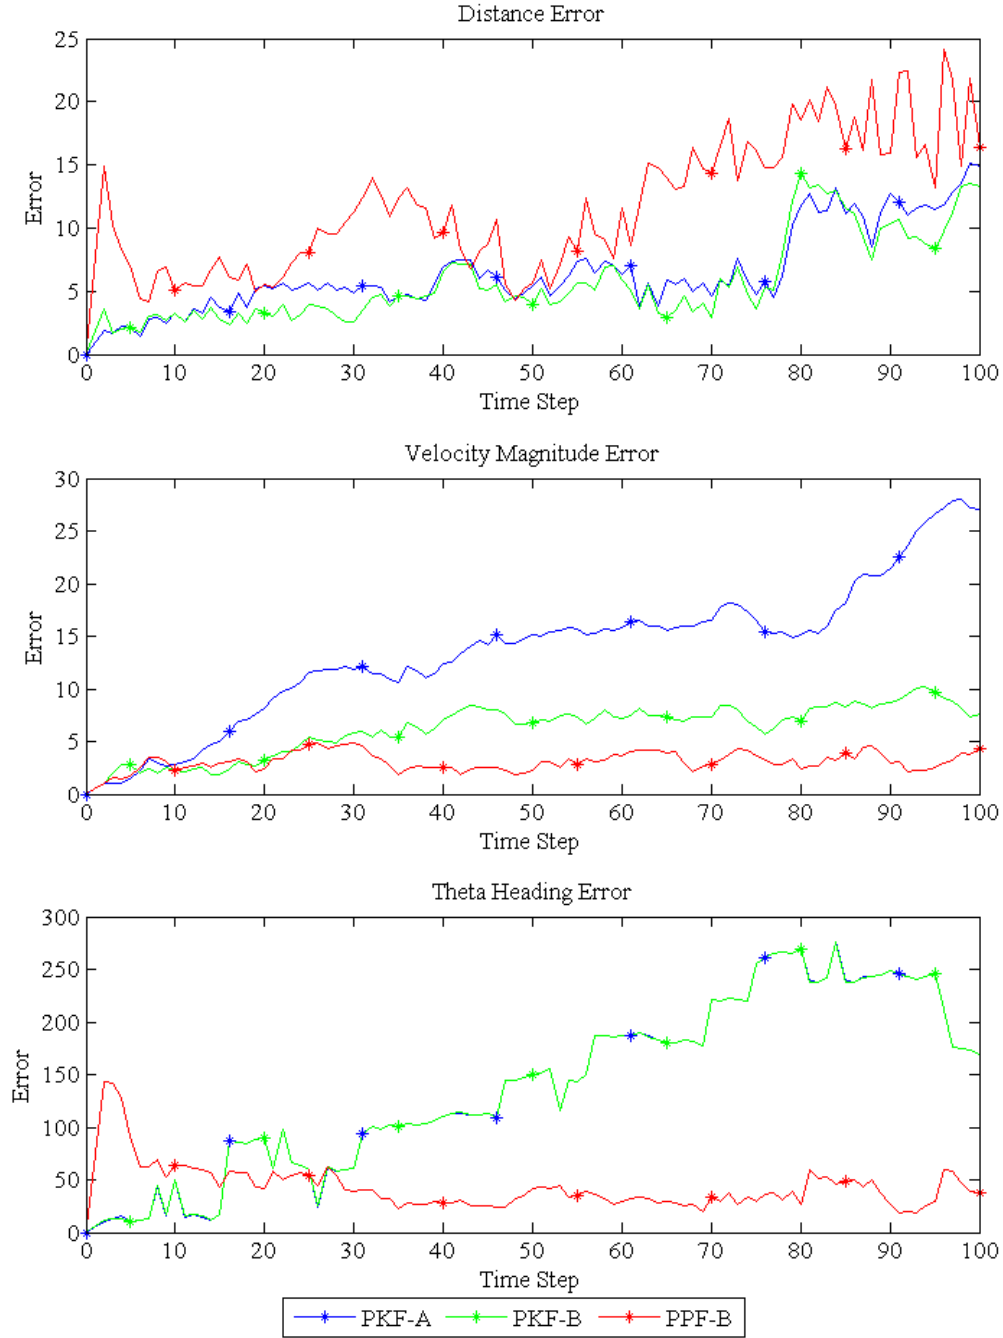 Distance Error
25
20
15
10
5
0
Error
0 10 20 30 40 50 60 70 80 90 100
Time Step
Velocity Magnitude Error
30
25
20
15
10
5
0
Error
0 10 20 30 40 50 60 70 80 90 100
Time Step
Theta Heading Error
300
250
200
150
100
50
0
Error
0 10 20 30 40 50 60 70 80 90 100
Time Step
PKF-A PKF-B PPF-B